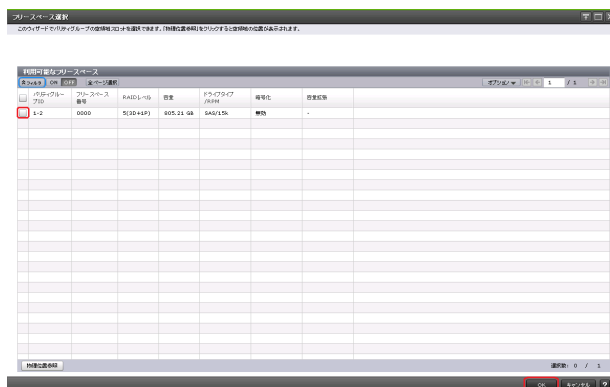 フリースペース選択
このウィザードでパリティグループの空領域スロットを選択できます。「物理位置参照」をクリックすると空領域の位置が表示されます。
利用可能なフリースペース
フィルタ ON OFF 全ページ選択 オプション 1 / 1
パリティグループID フリースペース番号 RAIDレベル 容量 ドライブタイプ/RPM 暗号化 容量拡張
1-2 0000 5(3D+1P) 805.21 GB SAS/15k 無効 -
物理位置参照 選択数: 0 / 1
OK キャンセル ?